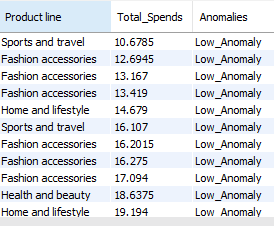 Product line Total_Spends Anomalies
Sports and travel 10.6785 Low_Anomaly
Fashion accessories 12.6945 Low_Anomaly
Fashion accessories 13.167 Low_Anomaly
Fashion accessories 13.419 Low_Anomaly
Home and lifestyle 14.679 Low_Anomaly
Sports and travel 16.107 Low_Anomaly
Fashion accessories 16.2015 Low_Anomaly
Fashion accessories 16.275 Low_Anomaly
Fashion accessories 17.094 Low_Anomaly
Health and beauty 18.6375 Low_Anomaly
Home and lifestyle 19.194 Low_Anomaly